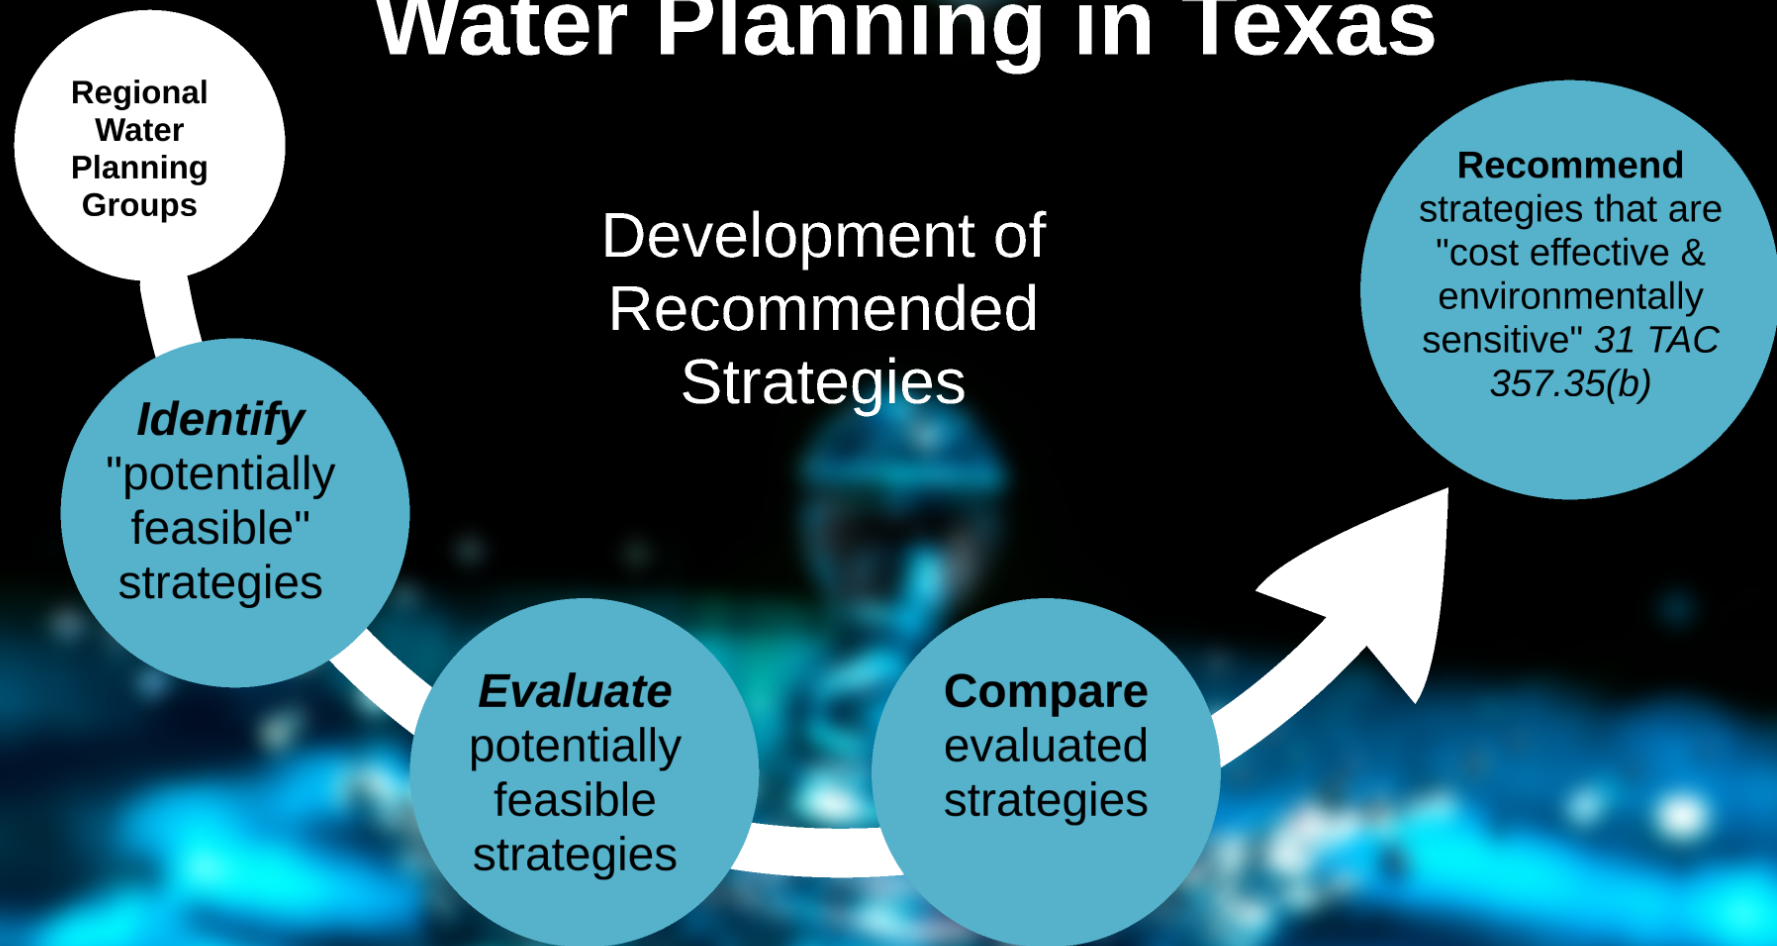 Water Planning in Texas
Regional
Water
Planning
Groups
Development of
Recommended
Strategies
Identify
"potentially
feasible"
strategies
Evaluate
potentially
feasible
strategies
Compare
evaluated
strategies
Recommend
strategies that are
"cost effective &
environmentally
sensitive" 31 TAC
357.35(b)